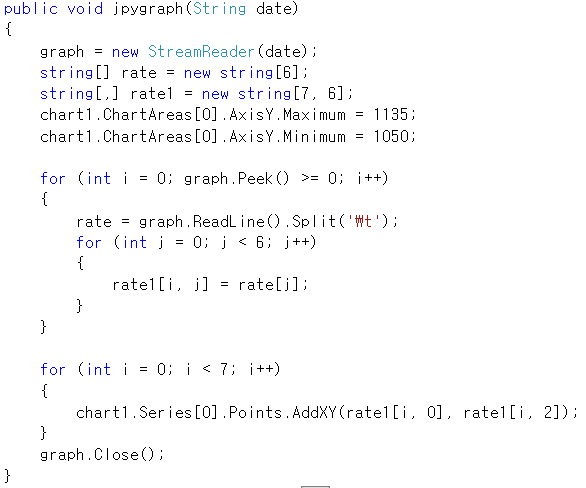 public void jpygraph(String date)
{
    graph = new StreamReader(date);
    string[] rate = new string[6];
    string[,] rate1 = new string[7, 6];
    chart1.ChartAreas[0].AxisY.Maximum = 1135;
    chart1.ChartAreas[0].AxisY.Minimum = 1050;

    for (int i = 0; graph.Peek() >= 0; i++)
    {
        rate = graph.ReadLine().Split('₩t');
        for (int j = 0; j < 6; j++)
        {
            rate1[i, j] = rate[j];
        }
    }

    for (int i = 0; i < 7; i++)
    {
        chart1.Series[0].Points.AddXY(rate1[i, 0], rate1[i, 2]);
    }
    graph.Close();
}